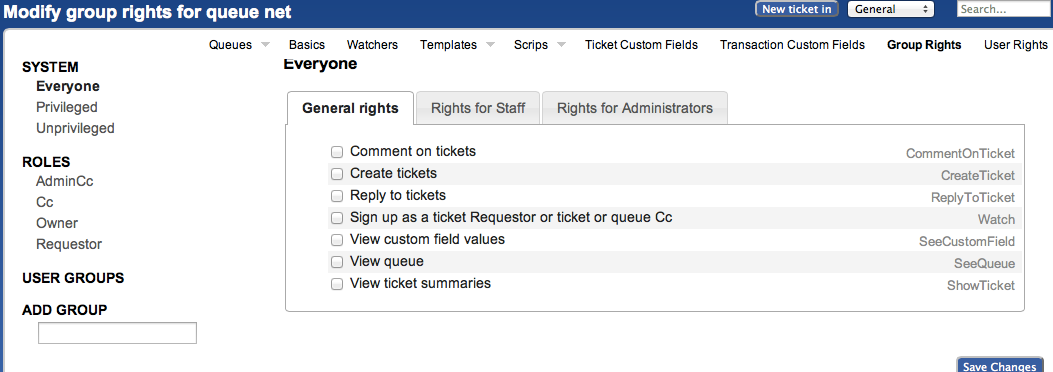 Modify group rights for queue net
New ticket in General Search...
Queues Basics Watchers Templates Scrips Ticket Custom Fields Transaction Custom Fields Group Rights User Rights
SYSTEM
Everyone
Privileged
Unprivileged
ROLES
AdminCc
Cc
Owner
Requestor
USER GROUPS
ADD GROUP
Everyone
General rights Rights for Staff Rights for Administrators
Comment on tickets CommentOnTicket
Create tickets CreateTicket
Reply to tickets ReplyToTicket
Sign up as a ticket Requestor or ticket or queue Cc Watch
View custom field values SeeCustomField
View queue SeeQueue
View ticket summaries ShowTicket
Save Changes